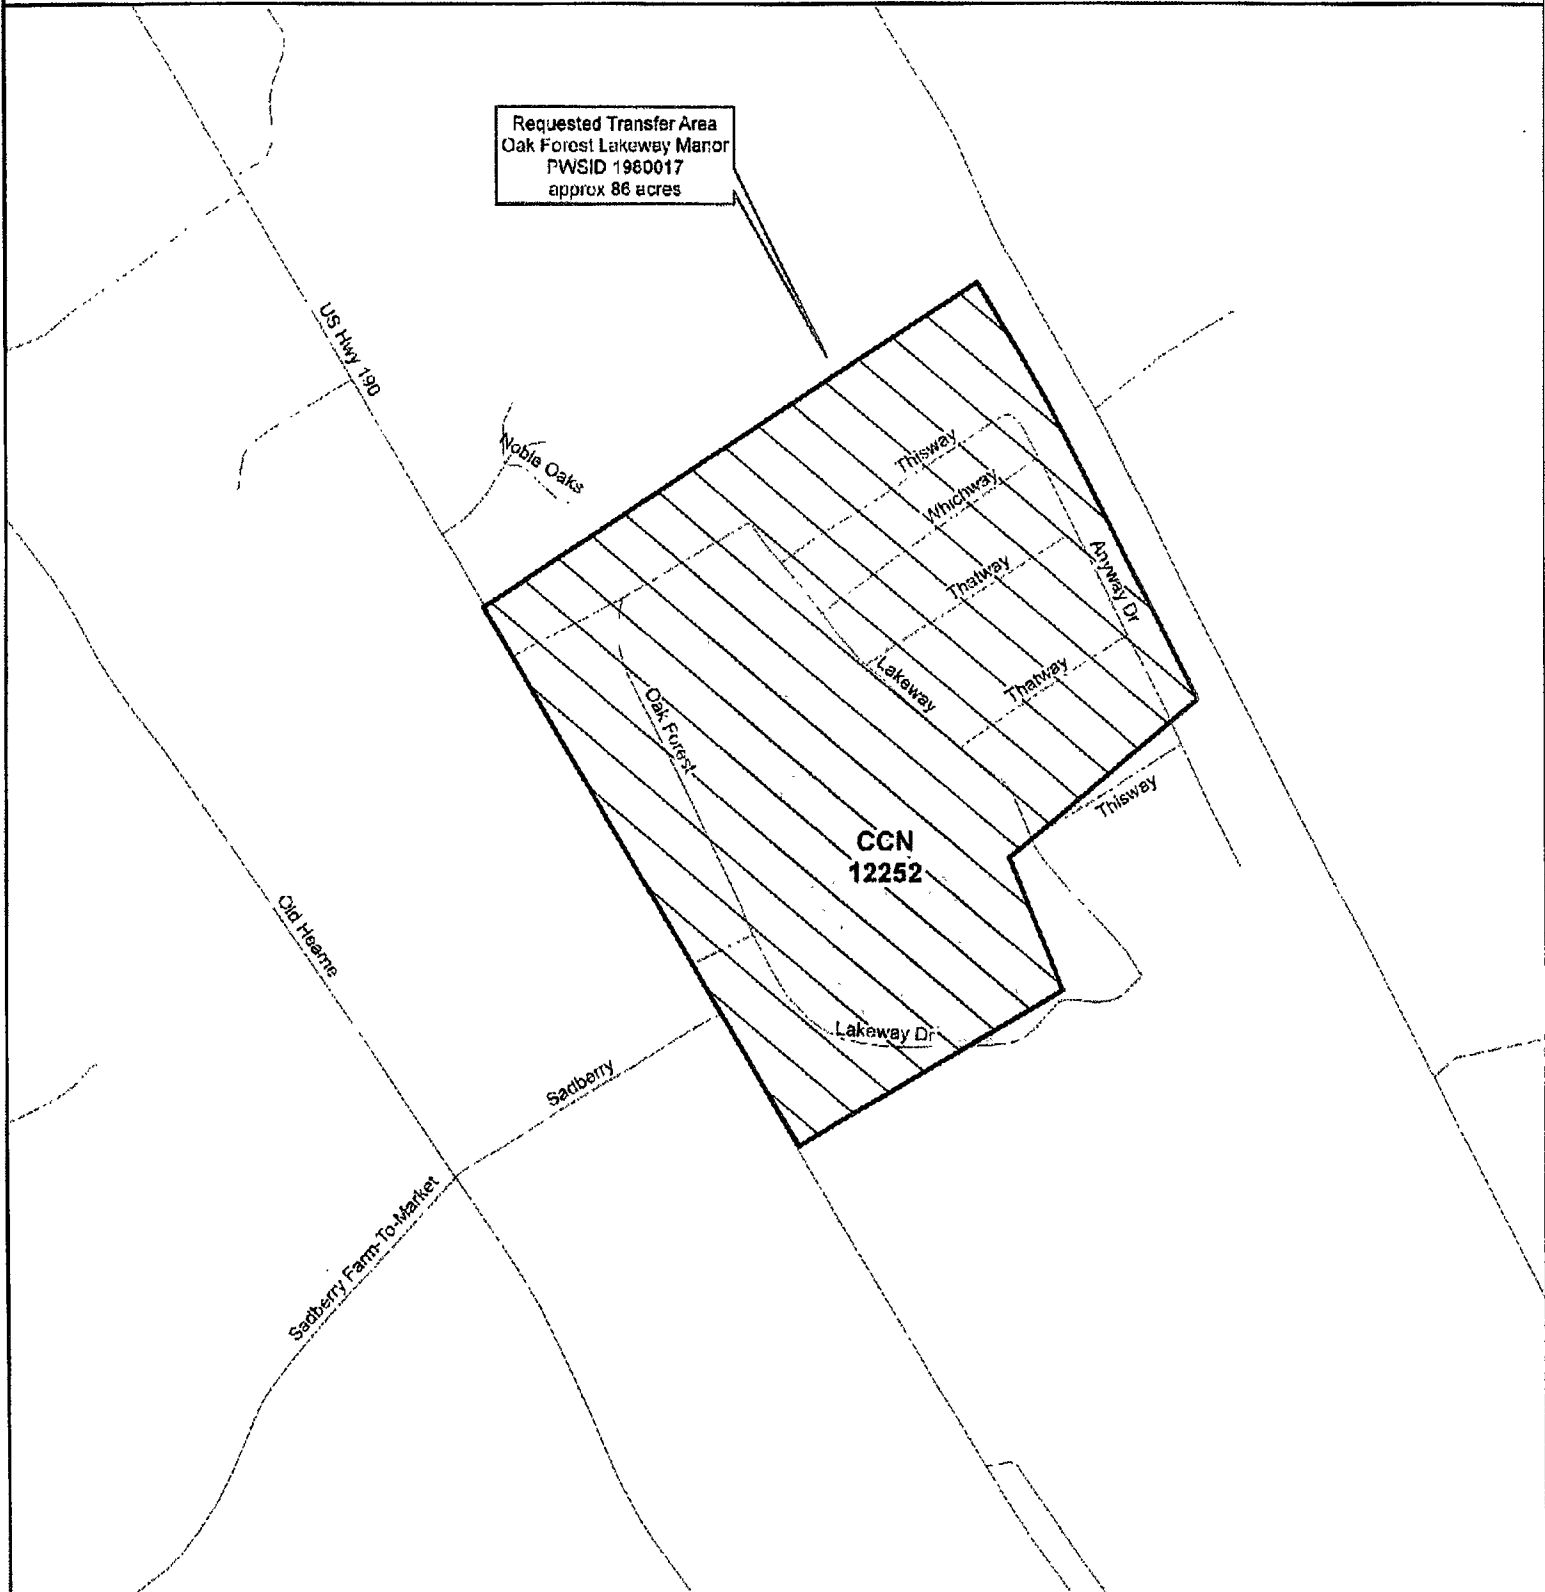 Requested Transfer Area
Oak Forest Lakeway Manor
PWSID 1980017
approx 86 acres
US Hwy 190
Noble Oaks
Thisway
Whichway
Thatway
Anyway Dr
Lakeway
Thatway
Oak Forest
Thisway
CCN
12252
Old Hearne
Lakeway Dr
Sadberry
Sadberry Farm-To-Market